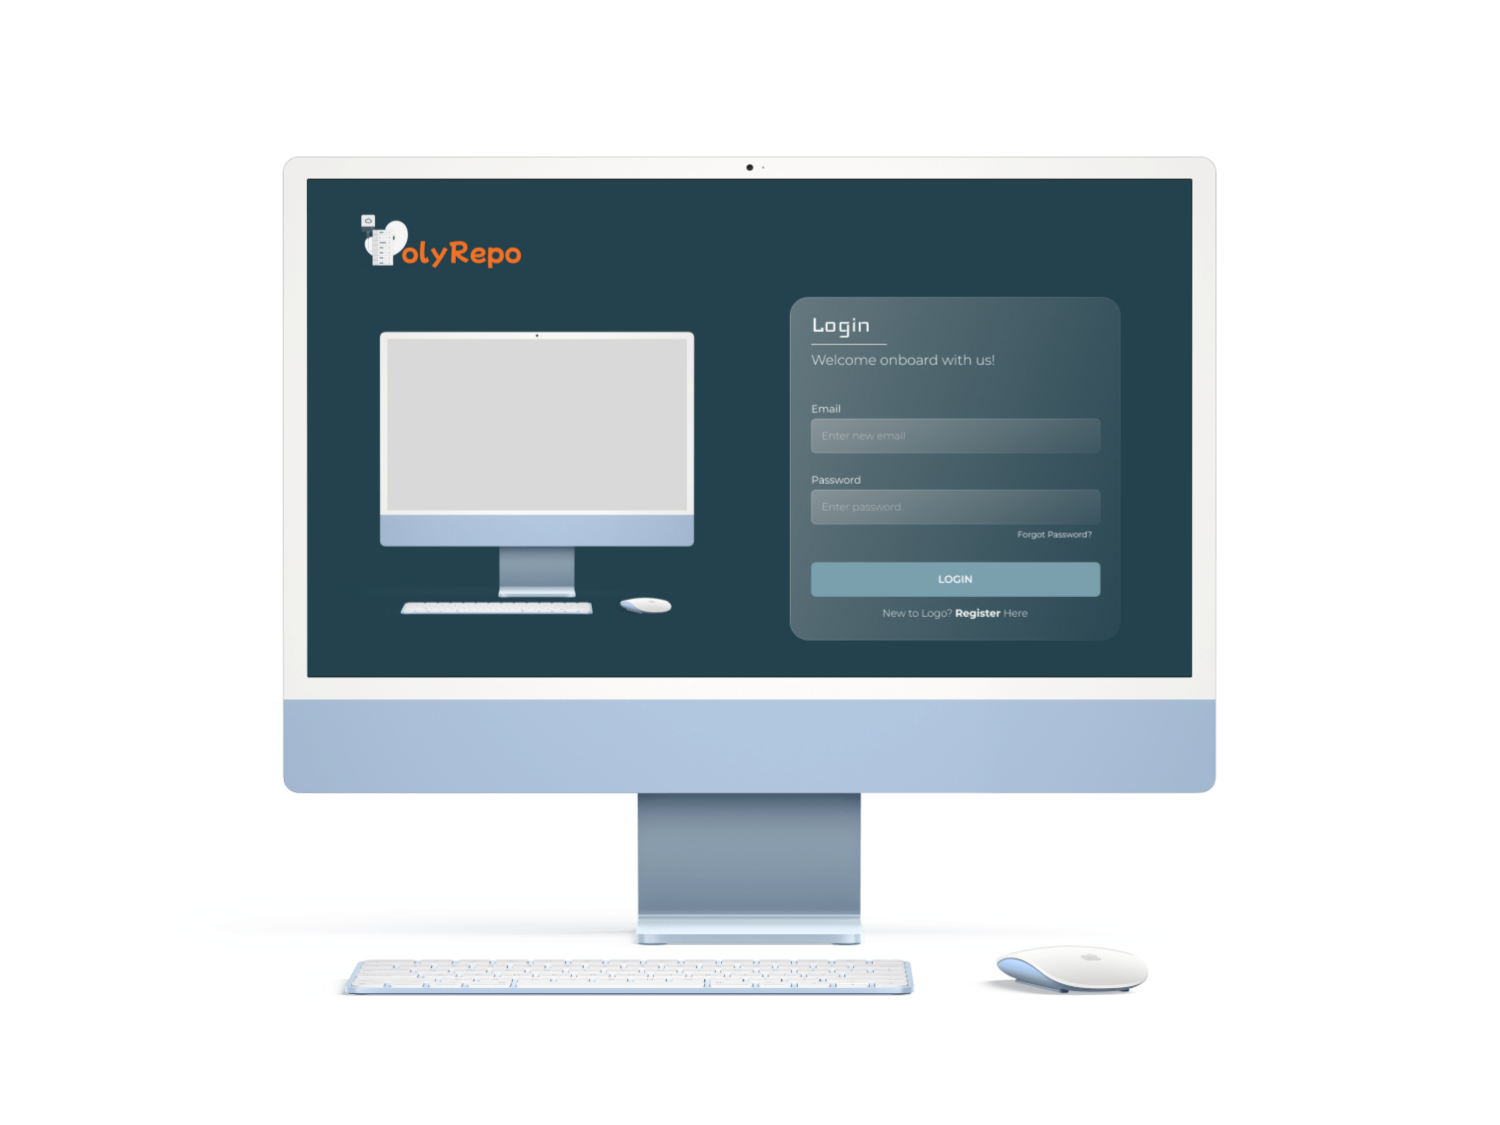 olyRepo
Login
Welcome onboard with us!
Email
Enter new email
Password
Enter password
Forgot Password?
LOGIN
New to Logo? Register Here